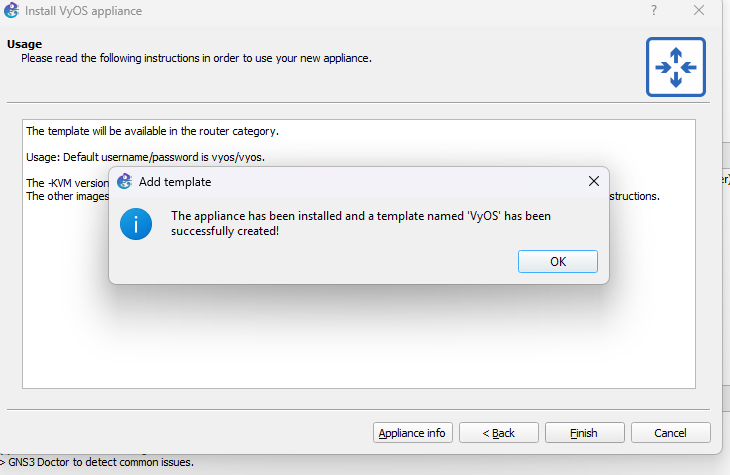 Install VyOS appliance
?
Usage
Please read the following instructions in order to use your new appliance.
The template will be available in the router category.
Usage: Default username/password is vyos/vyos.
The -KVM version
The other images
structions.
Add template
The appliance has been installed and a template named 'VyOS' has been
successfully created!
OK
Appliance info
< Back
Finish
Cancel
> GNS3 Doctor to detect common issues.